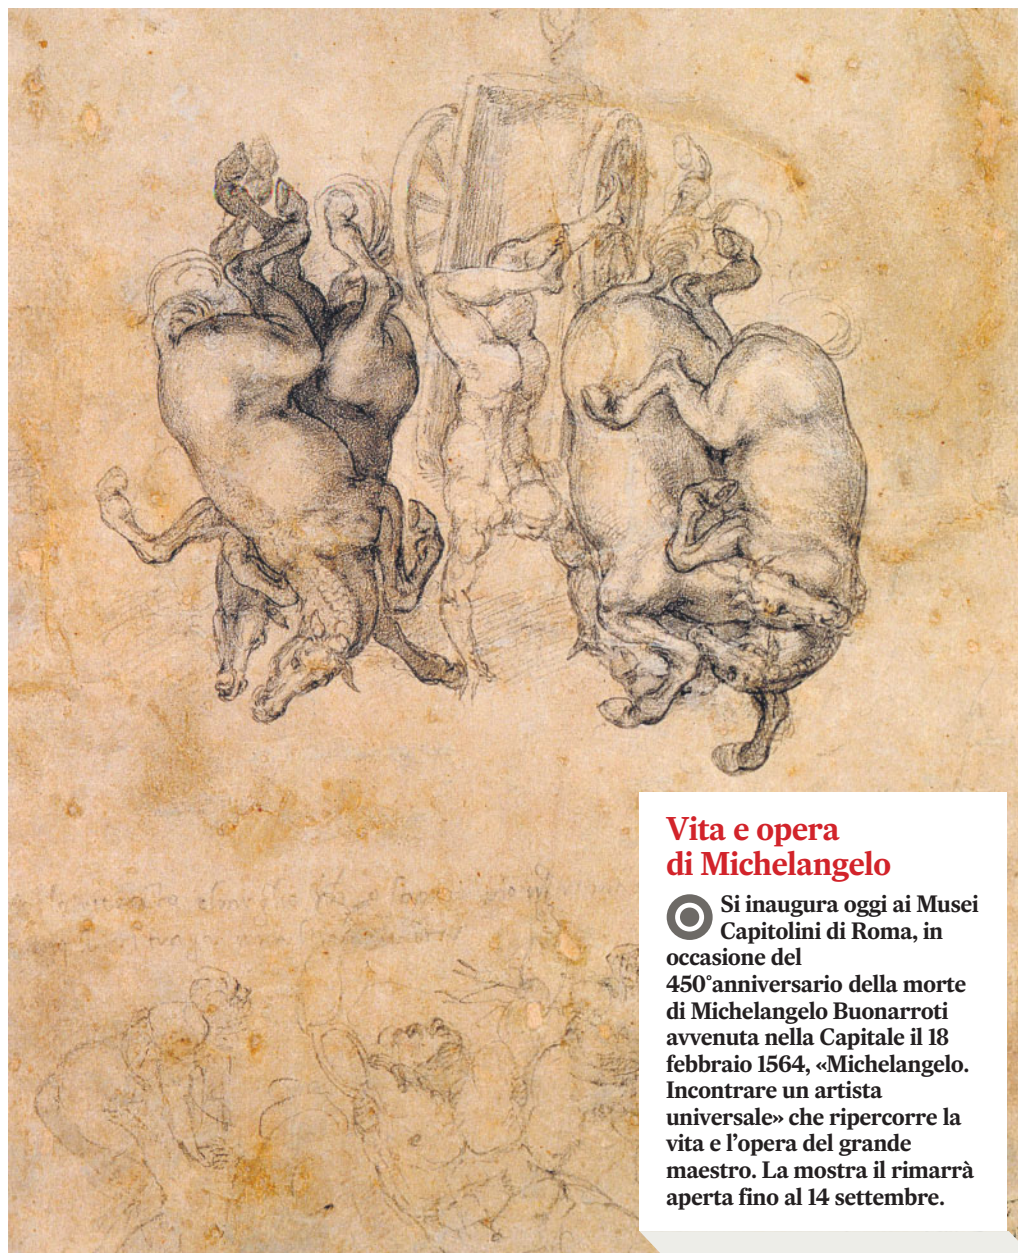 Vita e opera
di Michelangelo
Si inaugura oggi ai Musei
Capitolini di Roma, in
occasione del
450°anniversario della morte
di Michelangelo Buonarroti
avvenuta nella Capitale il 18
febbraio 1564, «Michelangelo.
Incontrare un artista
universale» che ripercorre la
vita e l’opera del grande
maestro. La mostra il rimarrà
aperta fino al 14 settembre.